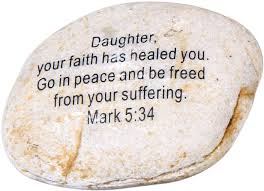 Daughter,
your faith has healed you.
Go in peace and be freed
from your suffering.
Mark 5:34